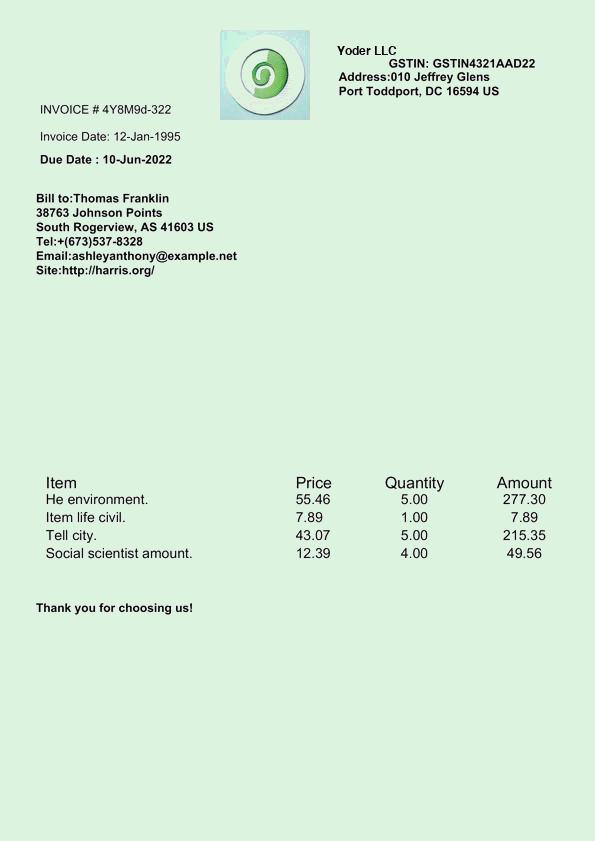 Yoder LLC
GSTIN: GSTIN4321AAD22
Address:010 Jeffrey Glens
Port Toddport, DC 16594 US
INVOICE # 4Y8M9d-322
Invoice Date: 12-Jan-1995
Due Date : 10-Jun-2022
Bill to:Thomas Franklin
38763 Johnson Points
South Rogerview, AS 41603 US
Tel:+(673)537-8328
Email:ashleyanthony@example.net
Site:http://harris.org/
Item Price Quantity Amount
He environment. 55.46 5.00 277.30
Item life civil. 7.89 1.00 7.89
Tell city. 43.07 5.00 215.35
Social scientist amount. 12.39 4.00 49.56
Thank you for choosing us!